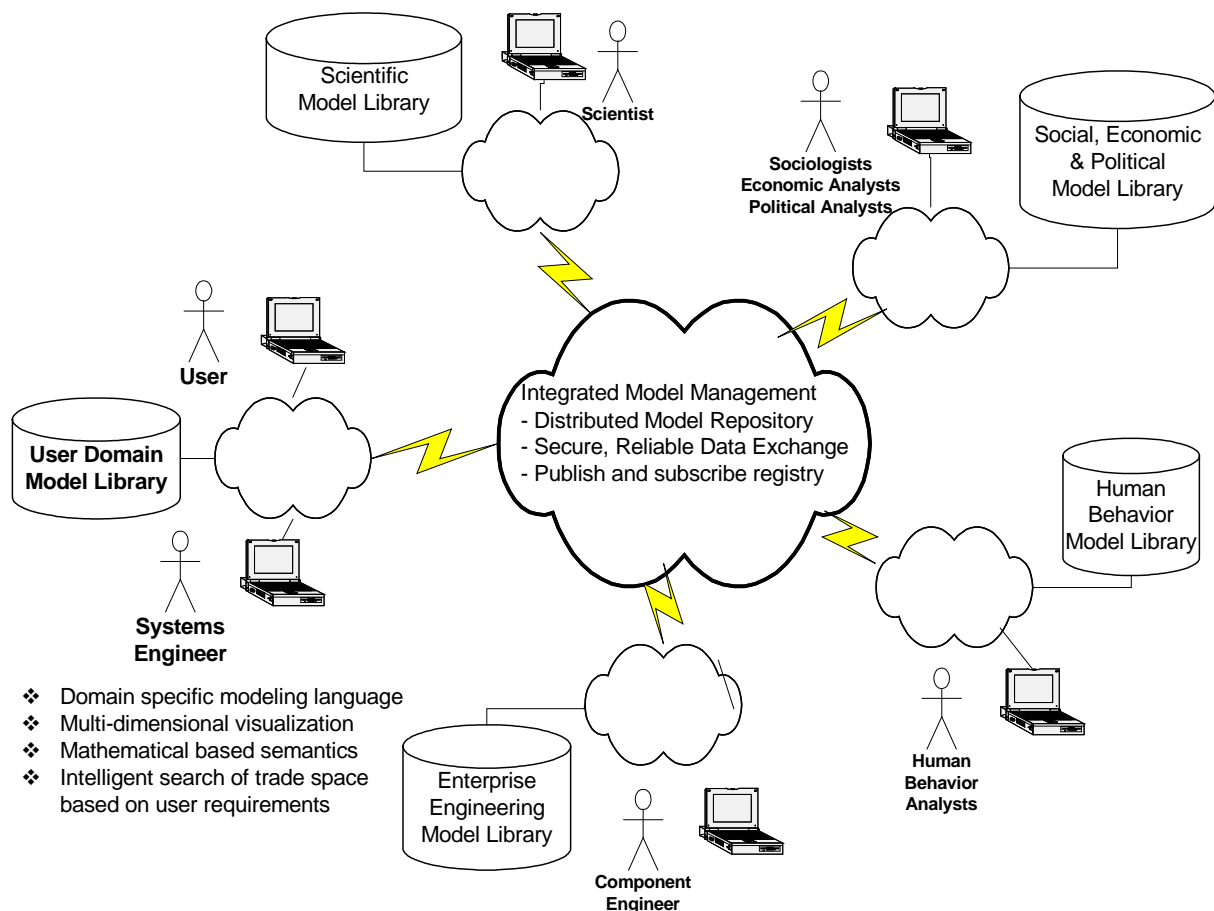 Scientific
Model Library
Scientist
Sociologists
Economic Analysts
Political Analysts
Social, Economic
& Political
Model Library
User
User Domain
Model Library
Systems
Engineer
Integrated Model Management
- Distributed Model Repository
- Secure, Reliable Data Exchange
- Publish and subscribe registry
Human
Behavior
Model Library
Human
Behavior
Analysts
❖ Domain specific modeling language
❖ Multi-dimensional visualization
❖ Mathematical based semantics
❖ Intelligent search of trade space
based on user requirements
Enterprise
Engineering
Model Library
Component
Engineer